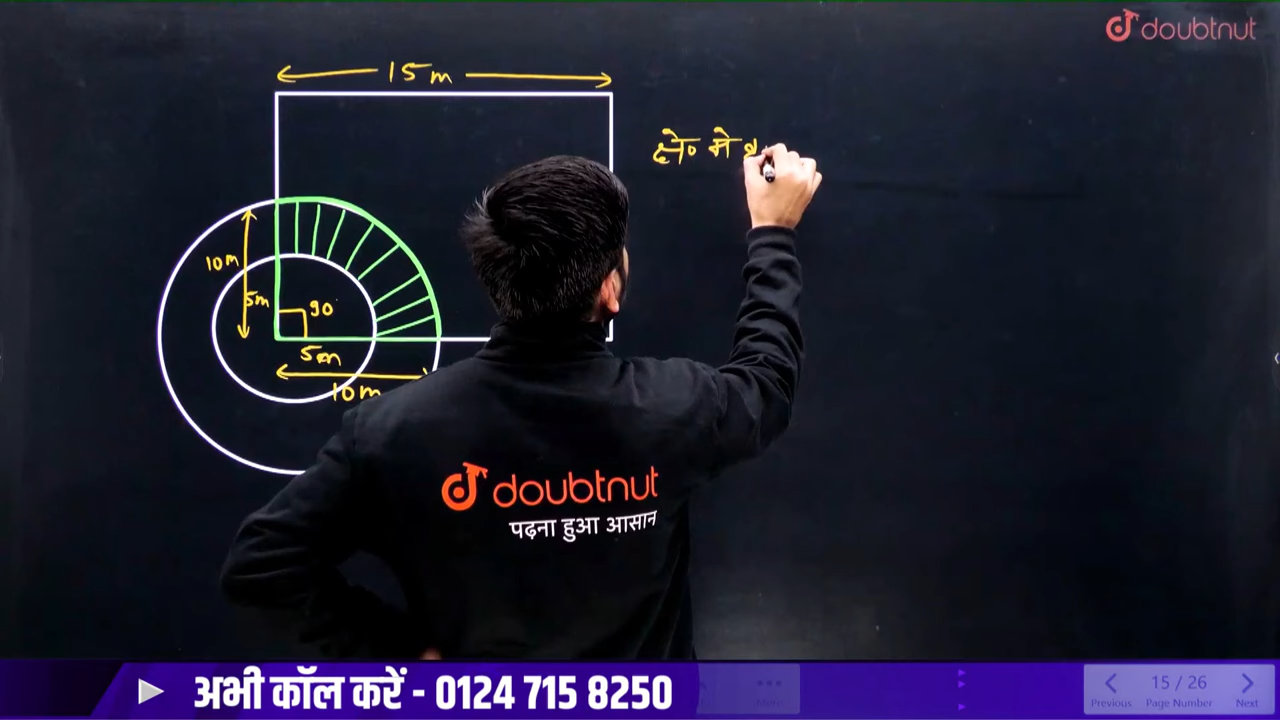 doubtnut
15 m
क्षे० मे
10m
5m
90
5m
10m
doubtnut
पढ़ना हुआ आसान
अभी कॉल करें - 0124 715 8250
15 / 26
Previous Page Number Next